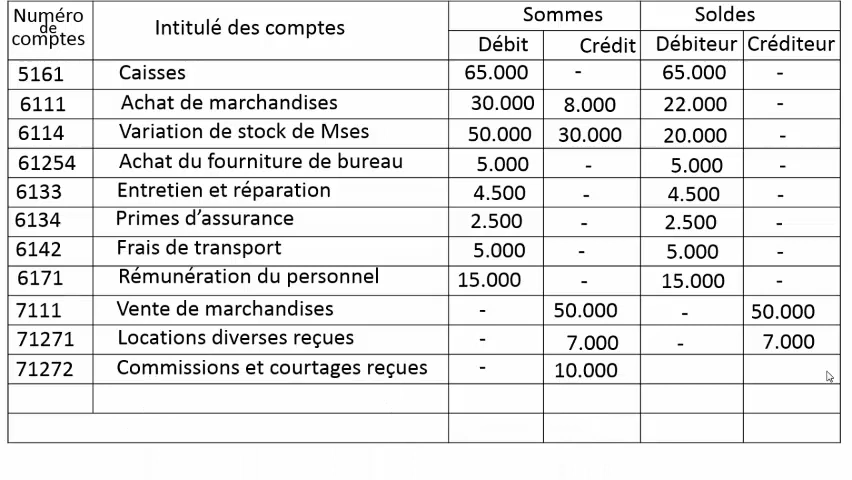 Numéro de comptes Intitulé des comptes Sommes Soldes
Débit Crédit Débiteur Créditeur
5161 Caisses 65.000 - 65.000 -
6111 Achat de marchandises 30.000 8.000 22.000 -
6114 Variation de stock de Mses 50.000 30.000 20.000 -
61254 Achat du fourniture de bureau 5.000 - 5.000 -
6133 Entretien et réparation 4.500 - 4.500 -
6134 Primes d'assurance 2.500 - 2.500 -
6142 Frais de transport 5.000 - 5.000 -
6171 Rémunération du personnel 15.000 - 15.000 -
7111 Vente de marchandises - 50.000 - 50.000
71271 Locations diverses reçues - 7.000 - 7.000
71272 Commissions et courtages reçues - 10.000